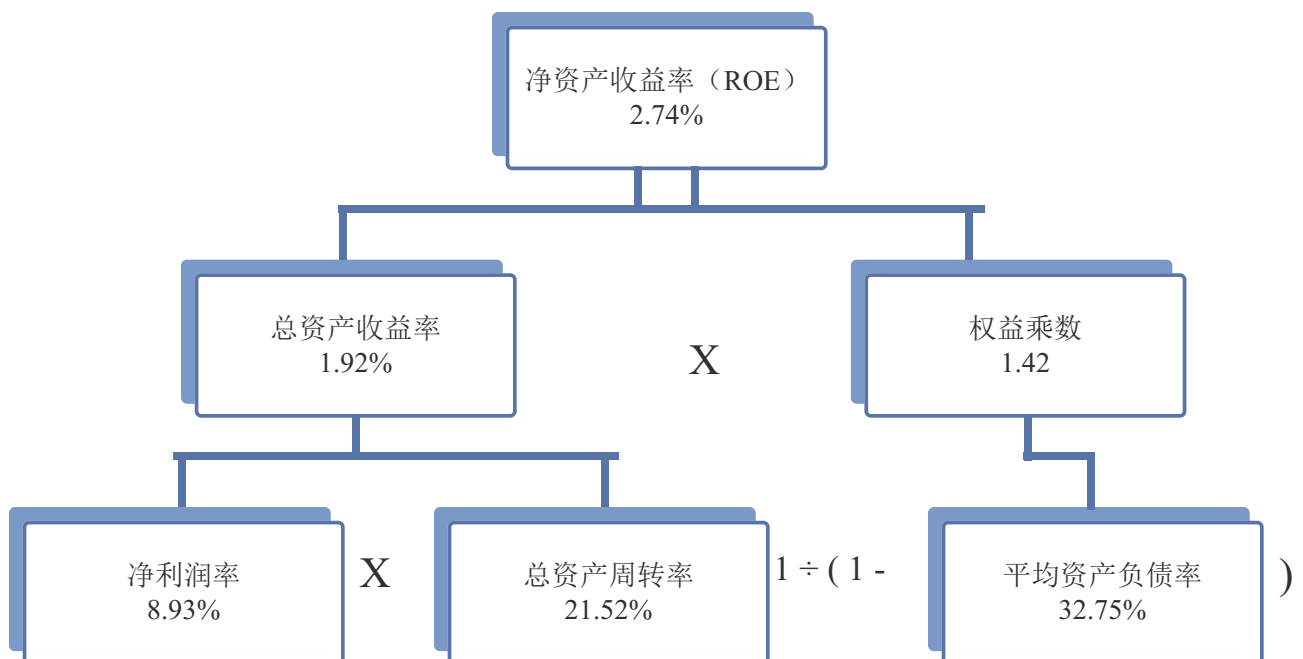 净资产收益率（ROE）
2.74%
总资产收益率
1.92%
X
权益乘数
1.42
净利润率
8.93%
X
总资产周转率
21.52%
1 ÷ ( 1 -
平均资产负债率
32.75%
)